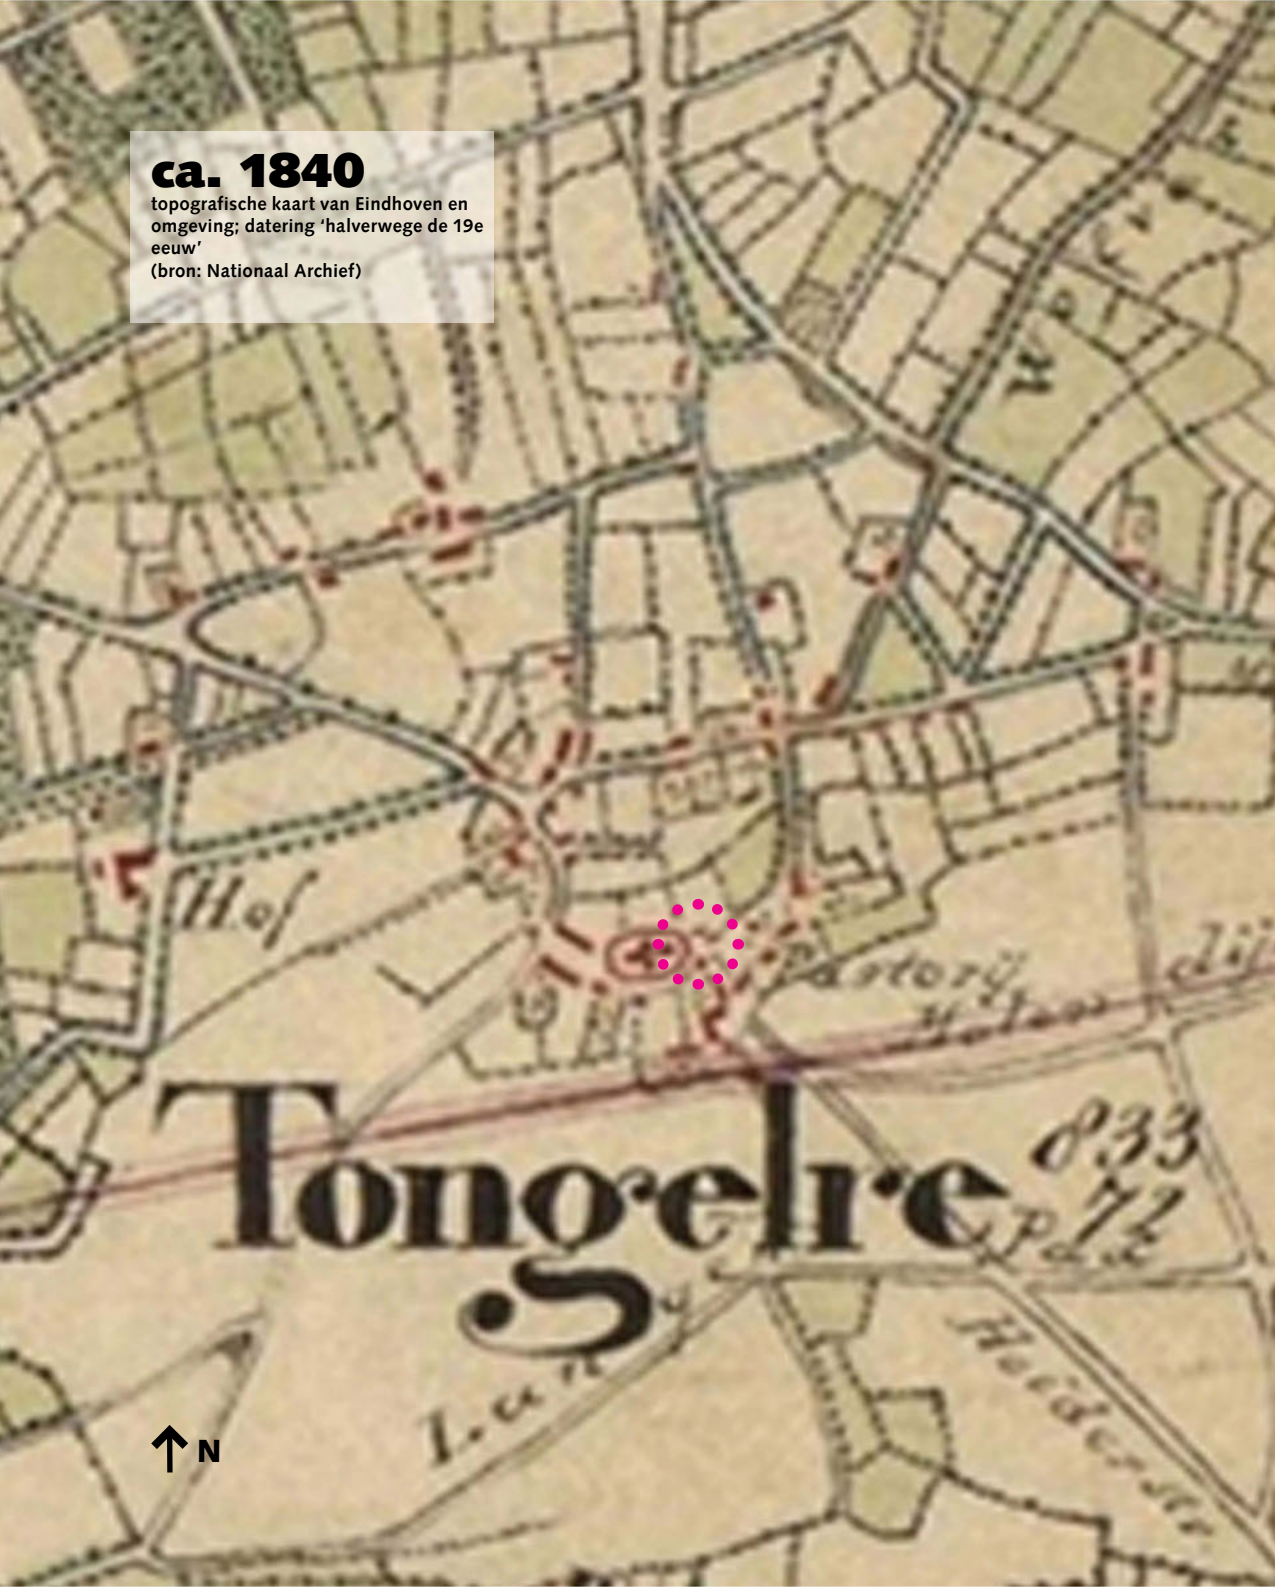 ca. 1840
topografische kaart van Eindhoven en
omgeving; datering ‘halverwege de 19e
eeuw’
(bron: Nationaal Archief)
Hof
Pastorij
Tongelre
833
72
N